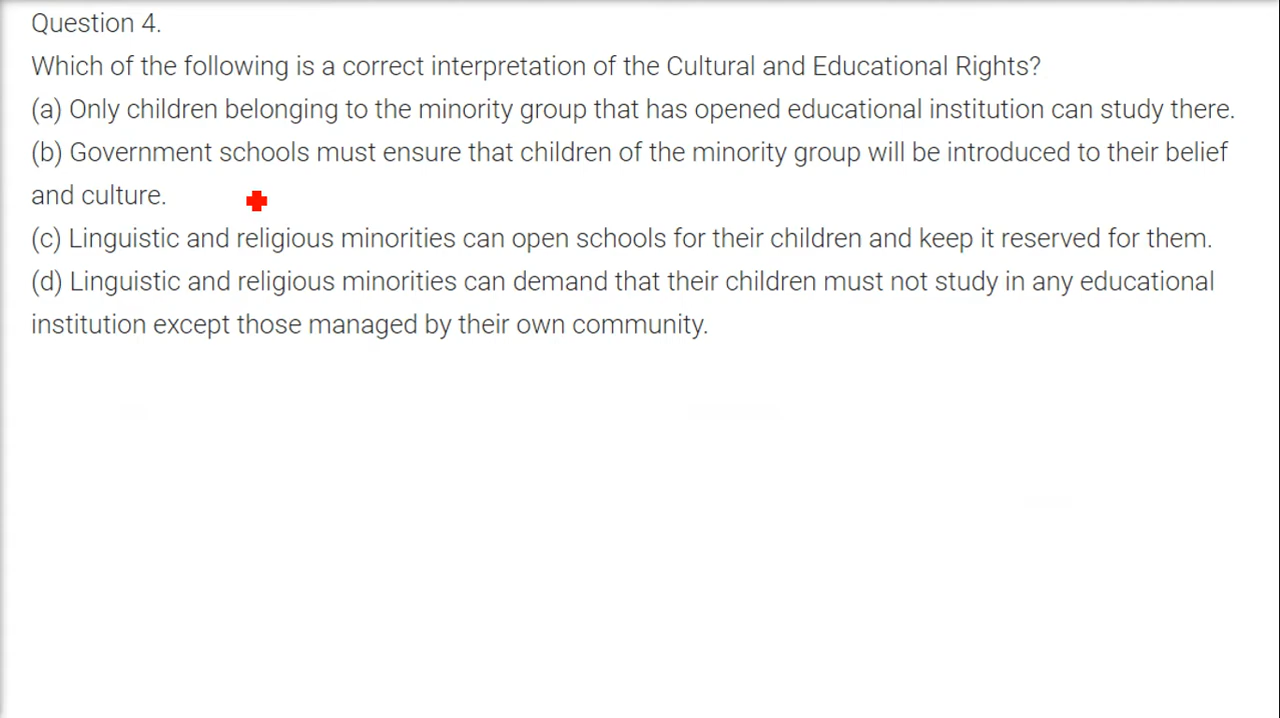 Question 4.
Which of the following is a correct interpretation of the Cultural and Educational Rights?
(a) Only children belonging to the minority group that has opened educational institution can study there.
(b) Government schools must ensure that children of the minority group will be introduced to their belief
and culture.
(c) Linguistic and religious minorities can open schools for their children and keep it reserved for them.
(d) Linguistic and religious minorities can demand that their children must not study in any educational
institution except those managed by their own community.